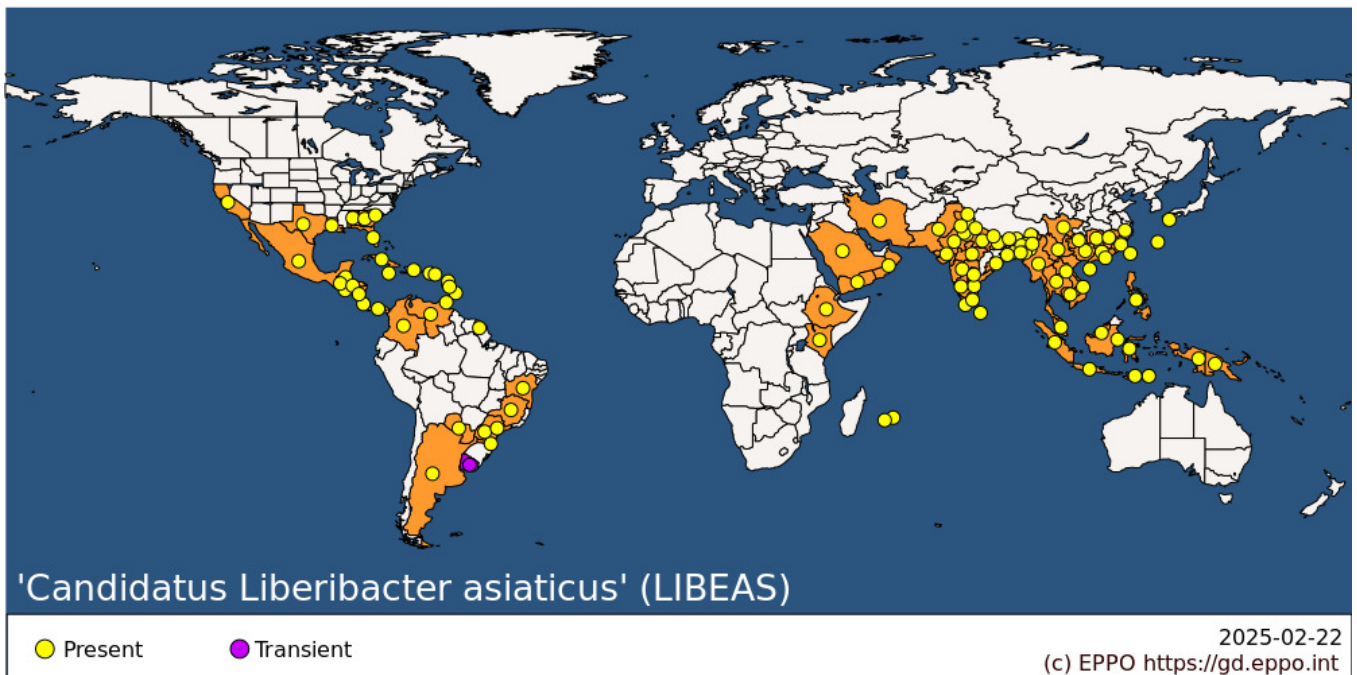 'Candidatus Liberibacter asiaticus' (LIBEAS)
Present
Transient
2025-02-22
(c) EPPO https://gd.eppo.int